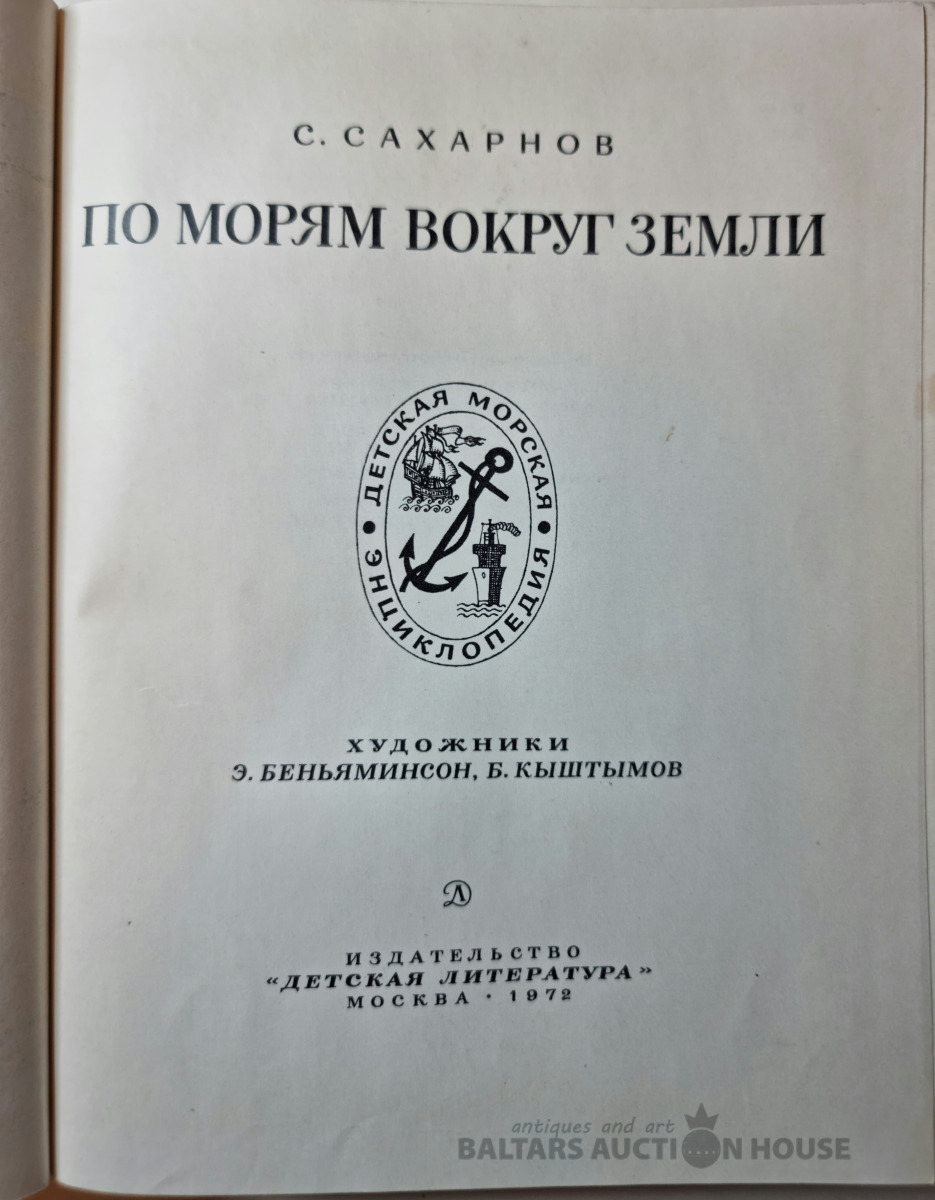 С. САХАРНОВ
ПО МОРЯМ ВОКРУГ ЗЕМЛИ
ДЕТСКАЯ МОРСКАЯ
ЭНЦИКЛОПЕДИЯ
ХУДОЖНИКИ
Э. БЕНЬЯМИНСОН, Б. КЫШТЫМОВ
ИЗДАТЕЛЬСТВО
“ДЕТСКАЯ ЛИТЕРАТУРА”
МОСКВА · 1972
antiques and art
BALTARS AUCTION HOUSE